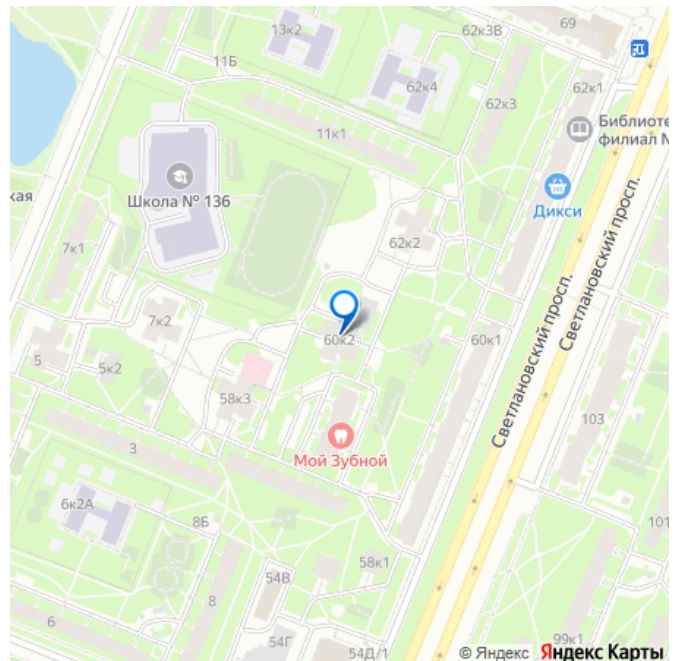 69
62к3В
13к2
11Б
62к4
62к1
62к3
Библиоте
филиал №
11к1
Школа № 136
кая
Дикси
62к2
7к1
Светлановский просп.
Светлановский просп.
7к2
60к2
60к1
5
5к2
58к3
103
Мой Зубной
3
6к2А
8Б
101
58к1
54В
8
6
54Г
54Д/1
99к1
© Яндекс Яндекс Карты